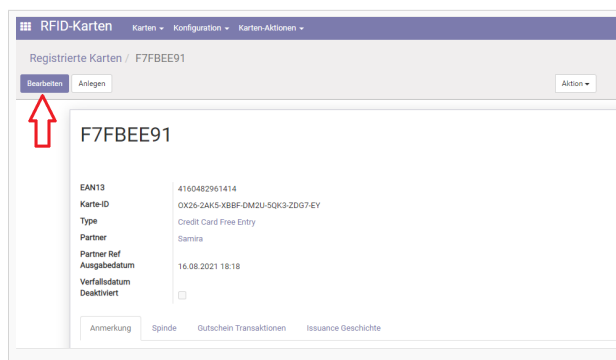 RFID-Karten Karten Konfiguration Karten-Aktionen
Registrierte Karten / F7FBEE91
Bearbeiten Anlegen Aktion
F7FBEE91
EAN13 4160482961414
Karte-ID OX26-2AK5-XBBF-DM2U-5QK3-ZDG7-EY
Type Credit Card Free Entry
Partner Samira
Partner Ref
Ausgabedatum 16.08.2021 18:18
Verfallsdatum
Deaktiviert
Anmerkung Spinde Gutschein Transaktionen Issuance Geschichte